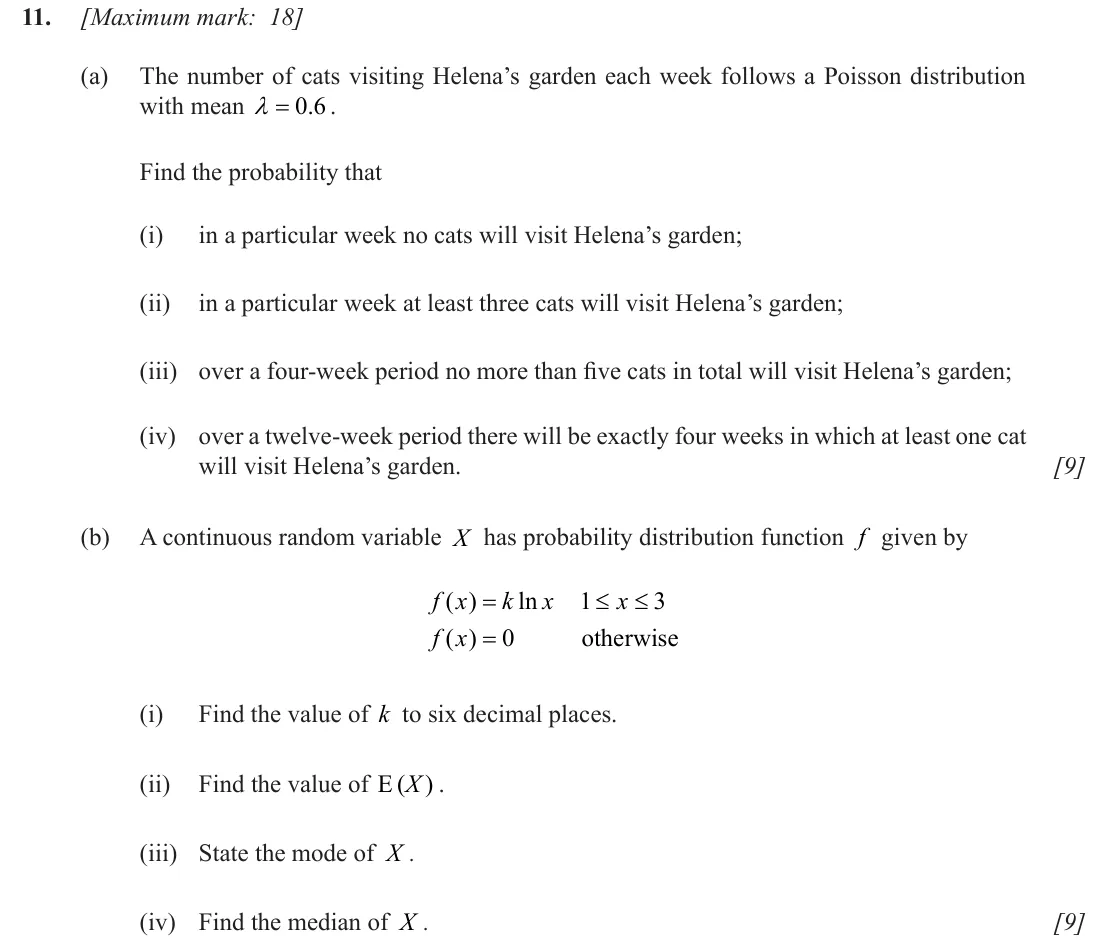 11. [Maximum mark: 18]
(a) The number of cats visiting Helena’s garden each week follows a Poisson distribution
with mean λ = 0.6 .
Find the probability that
(i) in a particular week no cats will visit Helena’s garden;
(ii) in a particular week at least three cats will visit Helena’s garden;
(iii) over a four-week period no more than five cats in total will visit Helena’s garden;
(iv) over a twelve-week period there will be exactly four weeks in which at least one cat
will visit Helena’s garden. [9]
(b) A continuous random variable X has probability distribution function f given by
f(x) = k ln x 1 ≤ x ≤ 3
f(x) = 0 otherwise
(i) Find the value of k to six decimal places.
(ii) Find the value of E(X) .
(iii) State the mode of X .
(iv) Find the median of X . [9]